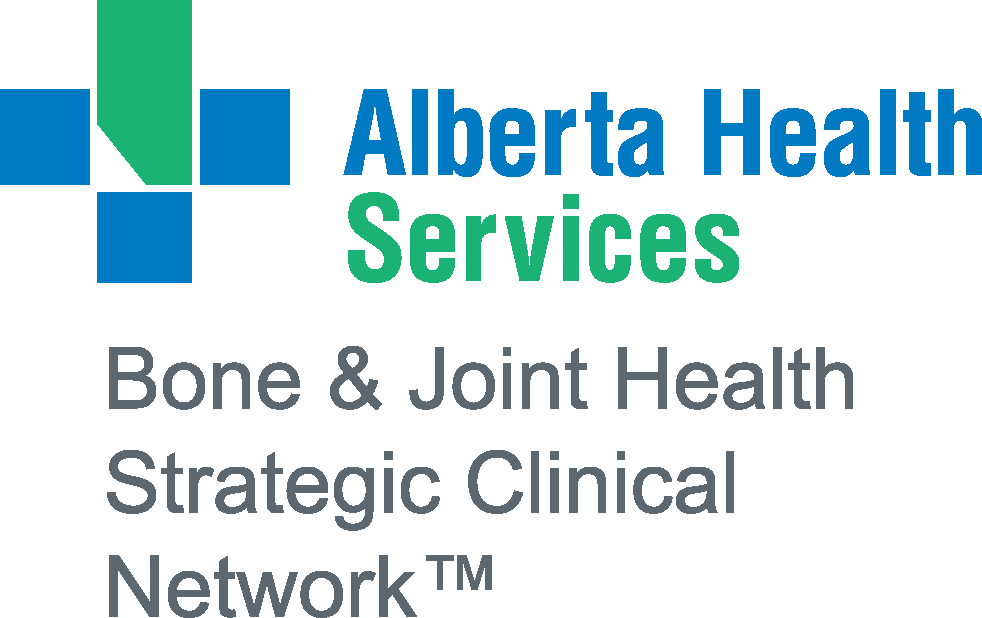 Alberta Health
Services
Bone & Joint Health
Strategic Clinical
Network™